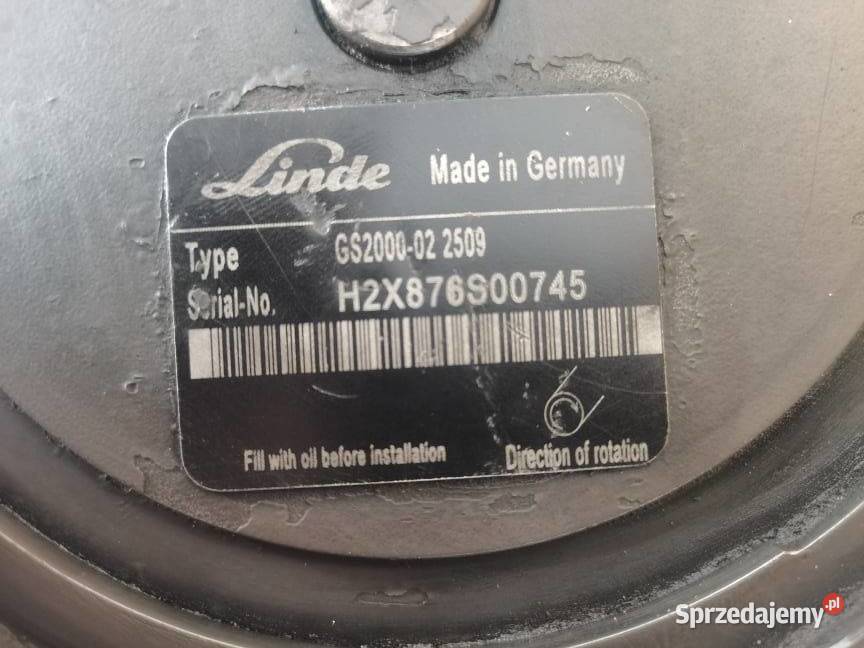 Linde Made in Germany
Type GS2000-02 2509
Serial-No. H2X876S00745
Fill with oil before installation Direction of rotation
Sprzedajemy.pl